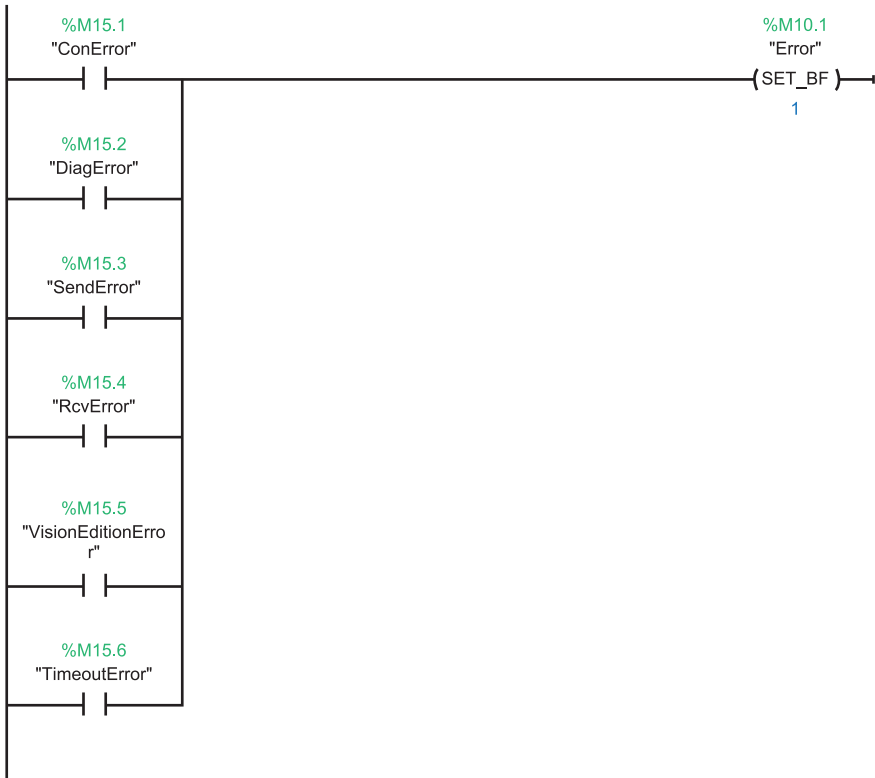 %M15.1
"ConError"
%M10.1
"Error"
SET_BF
1
%M15.2
"DiagError"
%M15.3
"SendError"
%M15.4
"RcvError"
%M15.5
"VisionEditionErro
r"
%M15.6
"TimeoutError"